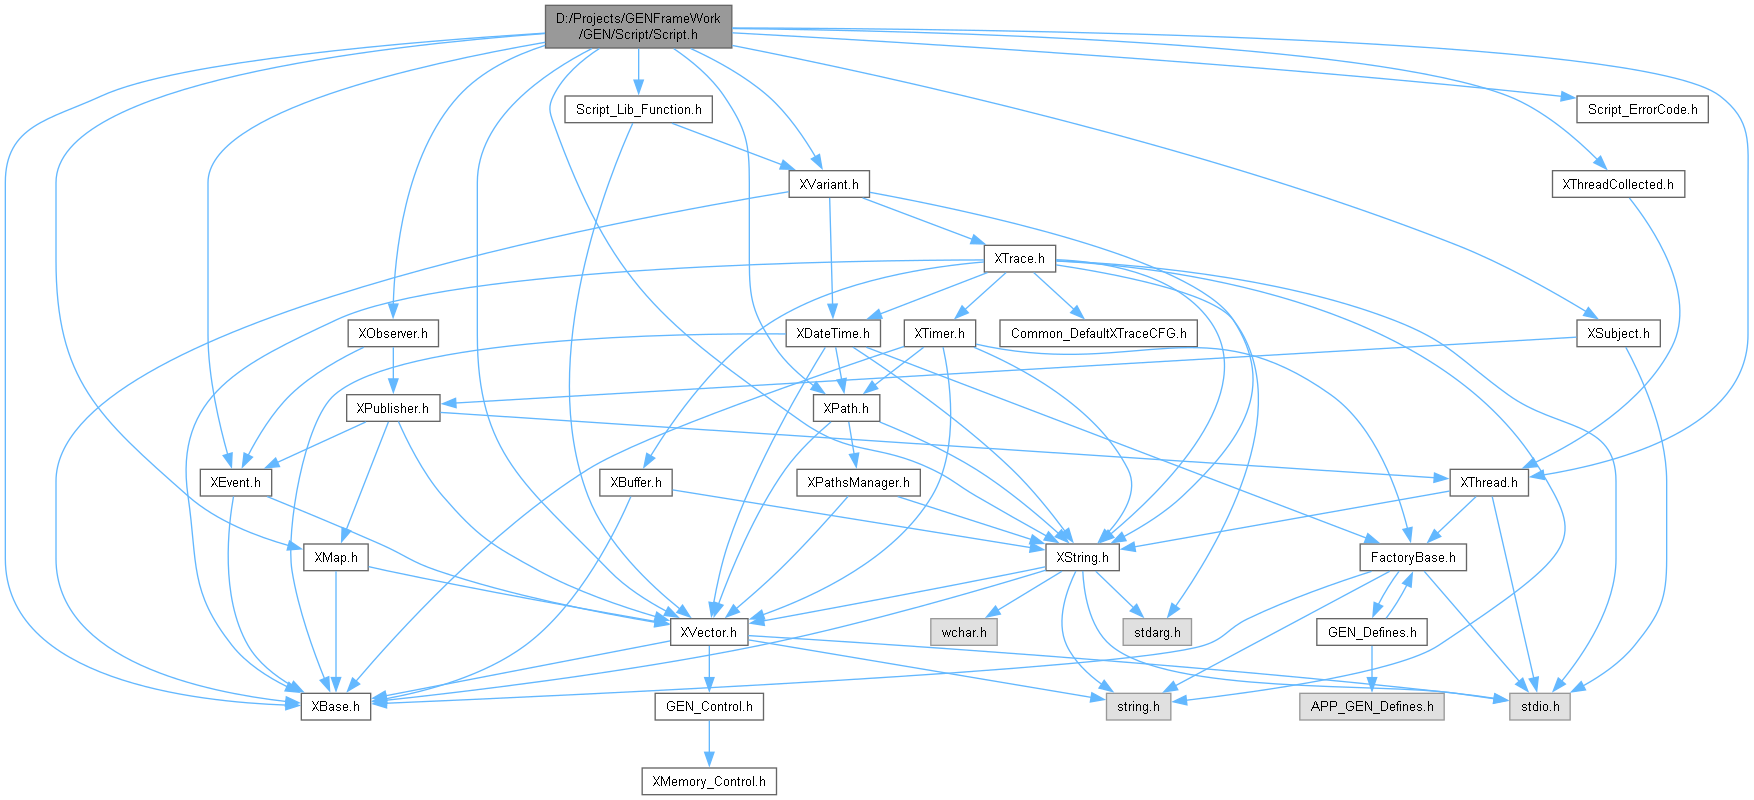 D:/Projects/GENFrameWork
/GEN/Script/Script.h
Script_Lib_Function.h
Script_ErrorCode.h
XVariant.h
XThreadCollected.h
XTrace.h
XObserver.h
XDateTime.h
XTimer.h
Common_DefaultXTraceCFG.h
XSubject.h
XPublisher.h
XPath.h
XEvent.h
XBuffer.h
XPathsManager.h
XThread.h
XMap.h
XString.h
FactoryBase.h
XVector.h
wchar.h
stdarg.h
GEN_Defines.h
XBase.h
GEN_Control.h
string.h
APP_GEN_Defines.h
stdio.h
XMemory_Control.h